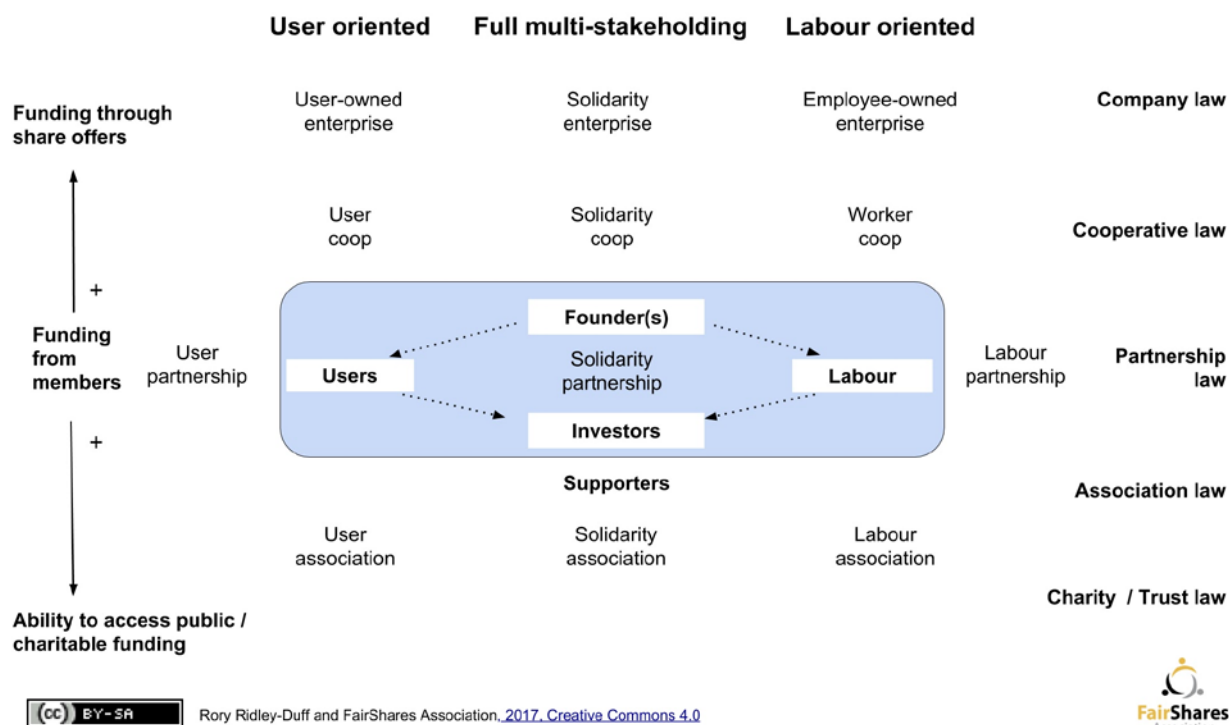 User oriented
Full multi-stakeholding
Labour oriented
Funding through
share offers
User-owned
enterprise
Solidarity
enterprise
Employee-owned
enterprise
Company law
User
coop
Solidarity
coop
Worker
coop
Cooperative law
+
Funding
from
members
+
User
partnership
Founder(s)
Users
Solidarity
partnership
Labour
Investors
Labour
partnership
Partnership
law
Supporters
Association law
User
association
Solidarity
association
Labour
association
Charity / Trust law
Ability to access public /
charitable funding
(cc) BY-SA
Rory Ridley-Duff and FairShares Association, 2017, Creative Commons 4.0
FairShares